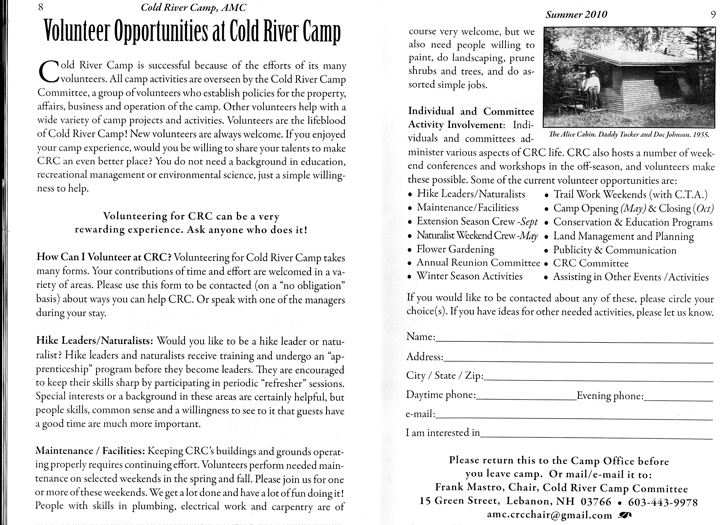 8
Cold River Camp, AMC
Volunteer Opportunities at Cold River Camp
Cold River Camp is successful because of the efforts of its many
volunteers. All camp activities are overseen by the Cold River Camp
Committee, a group of volunteers who establish policies for the property,
affairs, business and operation of the camp. Other volunteers help with a
wide variety of camp projects and activities. Volunteers are the lifeblood
of Cold River Camp! New volunteers are always welcome. If you enjoyed
your camp experience, would you be willing to share your talents to make
CRC an even better place? You do not need a background in education,
recreational management or environmental science, just a simple willing-
ness to help.
Volunteering for CRC can be a very
rewarding experience. Ask anyone who does it!
How Can I Volunteer at CRC? Volunteering for Cold River Camp takes
many forms. Your contributions of time and effort are welcomed in a va-
riety of areas. Please use this form to be contacted (on a "no obligation"
basis) about ways you can help CRC. Or speak with one of the managers
during your stay.
Hike Leaders/Naturalists: Would you like to be a hike leader or natu-
ralist? Hike leaders and naturalists receive training and undergo an "ap-
prenticeship" program before they become leaders. They are encouraged
to keep their skills sharp by participating in periodic "refresher" sessions.
Special interests or a background in these areas are certainly helpful, but
people skills, common sense and a willingness to see to it that guests have
a good time are much more important.
Maintenance / Facilities: Keeping CRC's buildings and grounds operat-
ing properly requires continuing effort. Volunteers perform needed main-
tenance on selected weekends in the spring and fall. Please join us for one
or more of these weekends. We get a lot done and have a lot of fun doing it!
People with skills in plumbing, electrical work and carpentry are of
Summer 2010
9
course very welcome, but we
also need people willing to
paint, do landscaping, prune
shrubs and trees, and do as-
sorted simple jobs.
The Alice Cabin. Daddy Tucker and Doc Johnson. 1935.
Individual and Committee
Activity Involvement: Indi-
viduals and committees ad-
minister various aspects of CRC life. CRC also hosts a number of week-
end conferences and workshops in the off-season, and volunteers make
these possible. Some of the current volunteer opportunities are:
• Hike Leaders/Naturalists
• Maintenance/Facilitiess
• Extension Season Crew -Sept
• Naturalist Weekend Crew -May
• Flower Gardening
• Annual Reunion Committee
• Winter Season Activities
• Trail Work Weekends (with C.T.A.)
• Camp Opening (May) & Closing (Oct)
• Conservation & Education Programs
• Land Management and Planning
• Publicity & Communication
• CRC Committee
• Assisting in Other Events /Activities
If you would like to be contacted about any of these, please circle your
choice(s). If you have ideas for other needed activities, please let us know.
Name:
Address:
City / State / Zip:
Daytime phone: Evening phone:
e-mail:
I am interested in
Please return this to the Camp Office before
you leave camp. Or mail/e-mail it to:
Frank Mastro, Chair, Cold River Camp Committee
15 Green Street, Lebanon, NH 03766 • 603-443-9978
amc.crcchair@gmail.com